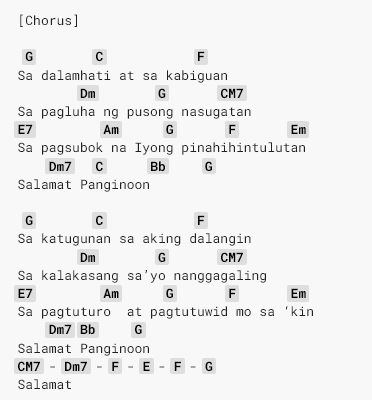 [Chorus]
G C F
Sa dalamhati at sa kabiguan
Dm G CM7
Sa pagluha ng pusong nasugatan
E7 Am G F Em
Sa pagsubok na Iyong pinahihintulutan
Dm7 C Bb G
Salamat Panginoon
G C F
Sa katugunan sa aking dalangin
Dm G CM7
Sa kalakasang sa’yo nanggagaling
E7 Am G F Em
Sa pagtuturo at pagtutuwid mo sa ‘kin
Dm7 Bb G
Salamat Panginoon
CM7 - Dm7 - F - E - F - G
Salamat